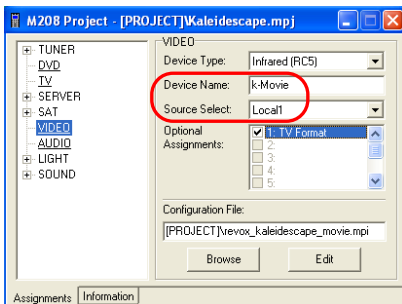 M208 Project - [PROJECT]\Kaleidescape.mpj
TUNER
DVD
TV
SERVER
SAT
VIDEO
AUDIO
LIGHT
SOUND
VIDEO
Device Type: Infrared (RC5)
Device Name: k-Movie
Source Select: Local1
Optional Assignments:
1: TV Format
2:
3:
4:
5:
Configuration File:
[PROJECT]\revox_kaleidescape_movie.mpi
Browse Edit
Assignments Information